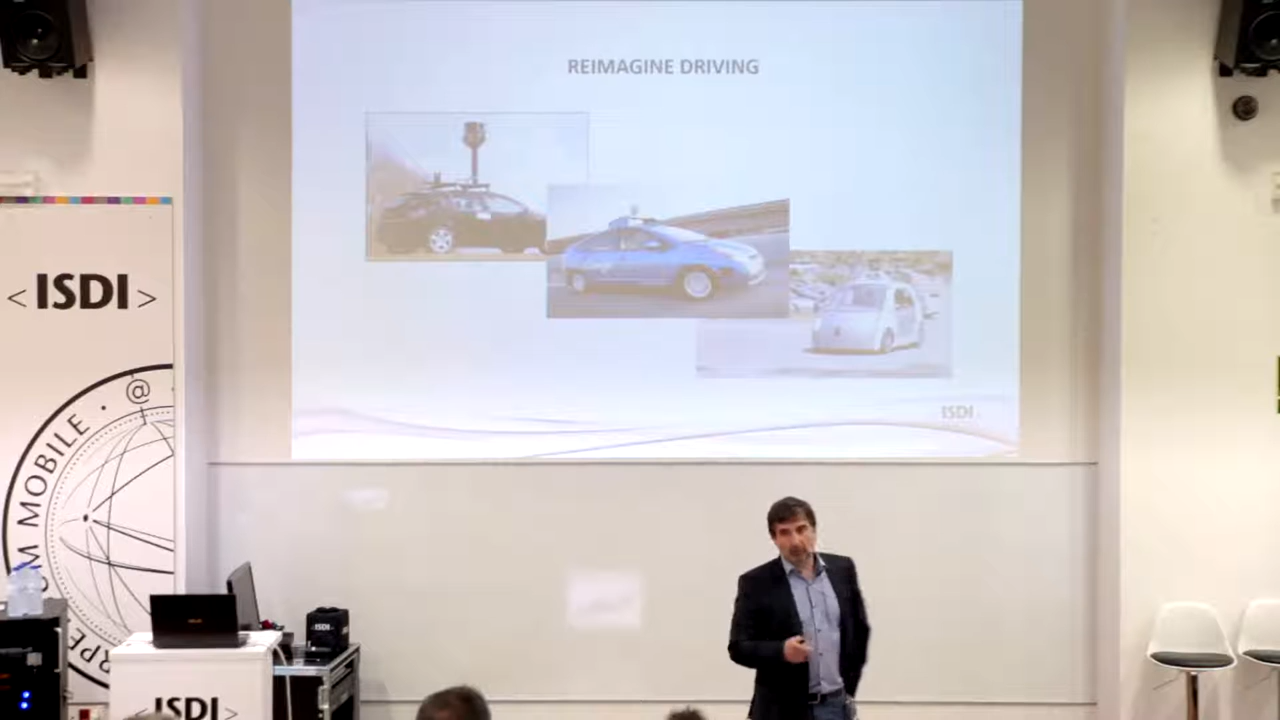 REIMAGINE DRIVING
<ISDI>
MOBILE
@
ISDI
ISDI
<ISDI>